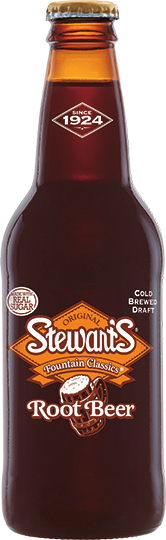 SINCE
1924
MADE WITH
REAL
SUGAR
COLD
BREWED
DRAFT
ORIGINAL
STEWART'S®
Fountain Classics
Root Beer